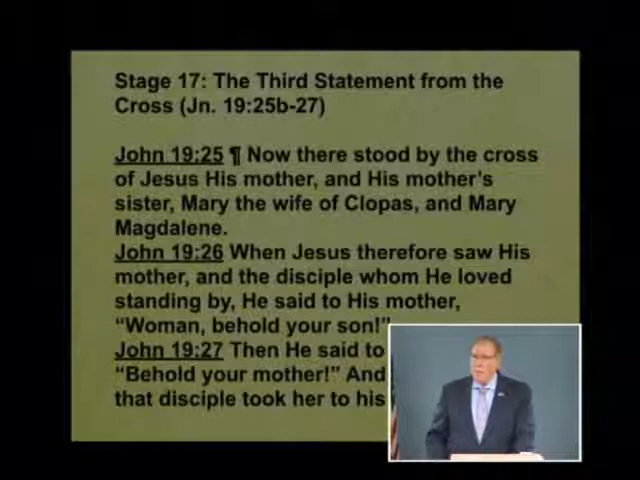 Stage 17: The Third Statement from the
Cross (Jn. 19:25b-27)
John 19:25 ¶ Now there stood by the cross
of Jesus His mother, and His mother's
sister, Mary the wife of Clopas, and Mary
Magdalene.
John 19:26 When Jesus therefore saw His
mother, and the disciple whom He loved
standing by, He said to His mother,
“Woman, behold your son!”
John 19:27 Then He said to
“Behold your mother!” And
that disciple took her to his